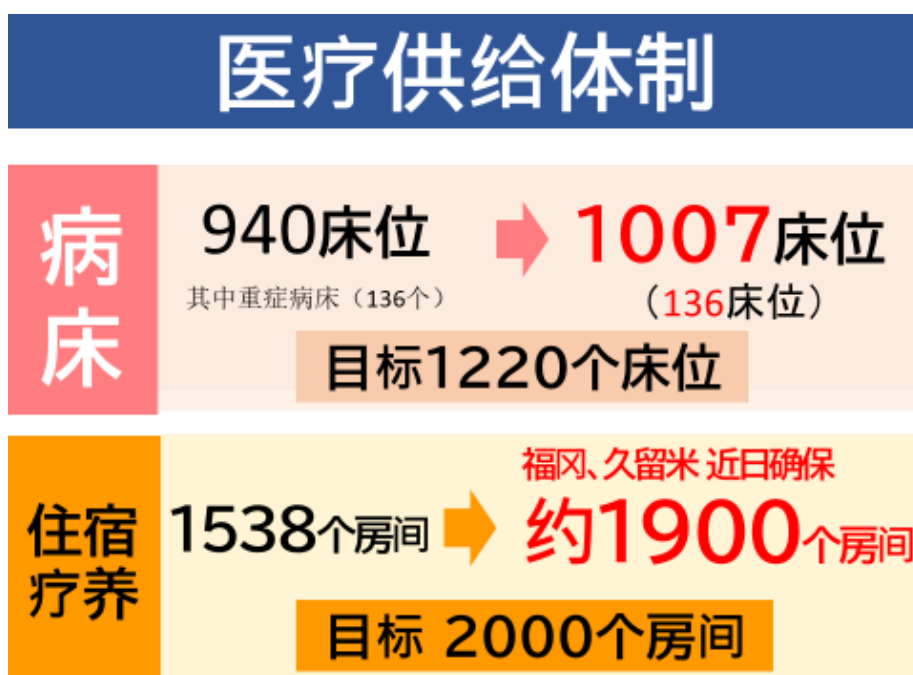 医疗供给体制
病床
940床位
1007床位
其中重症病床（136个）
（136床位）
目标1220个床位
住宿疗养
福冈、久留米 近日确保
1538个房间
约1900个房间
目标 2000个房间